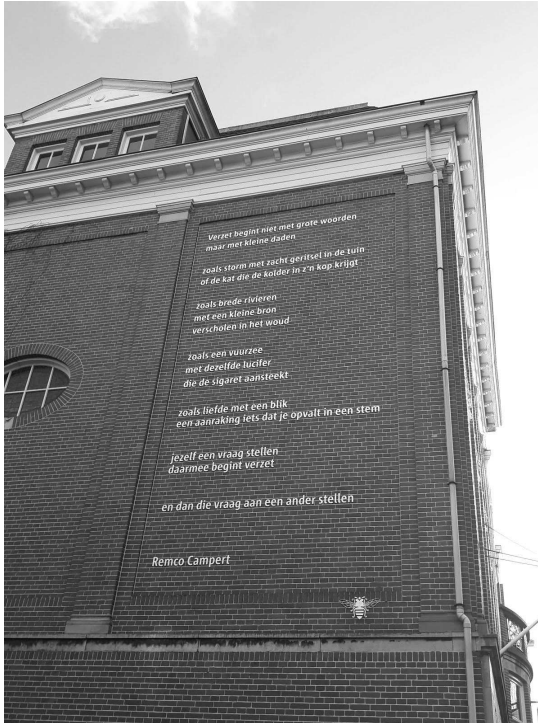 Verzet begint niet met grote woorden
maar met kleine daden
zoals storm met zacht geritsel in de tuin
of de kat die de kolder in z'n kop krijgt
zoals brede rivieren
met een kleine bron
verscholen in het woud
zoals een vuurzee
met dezelfde lucifer
die de sigaret aansteekt
zoals liefde met een blik
een aanraking iets dat je opvalt in een stem
jezelf een vraag stellen
daarmee begint verzet
en dan die vraag aan een ander stellen
Remco Campert